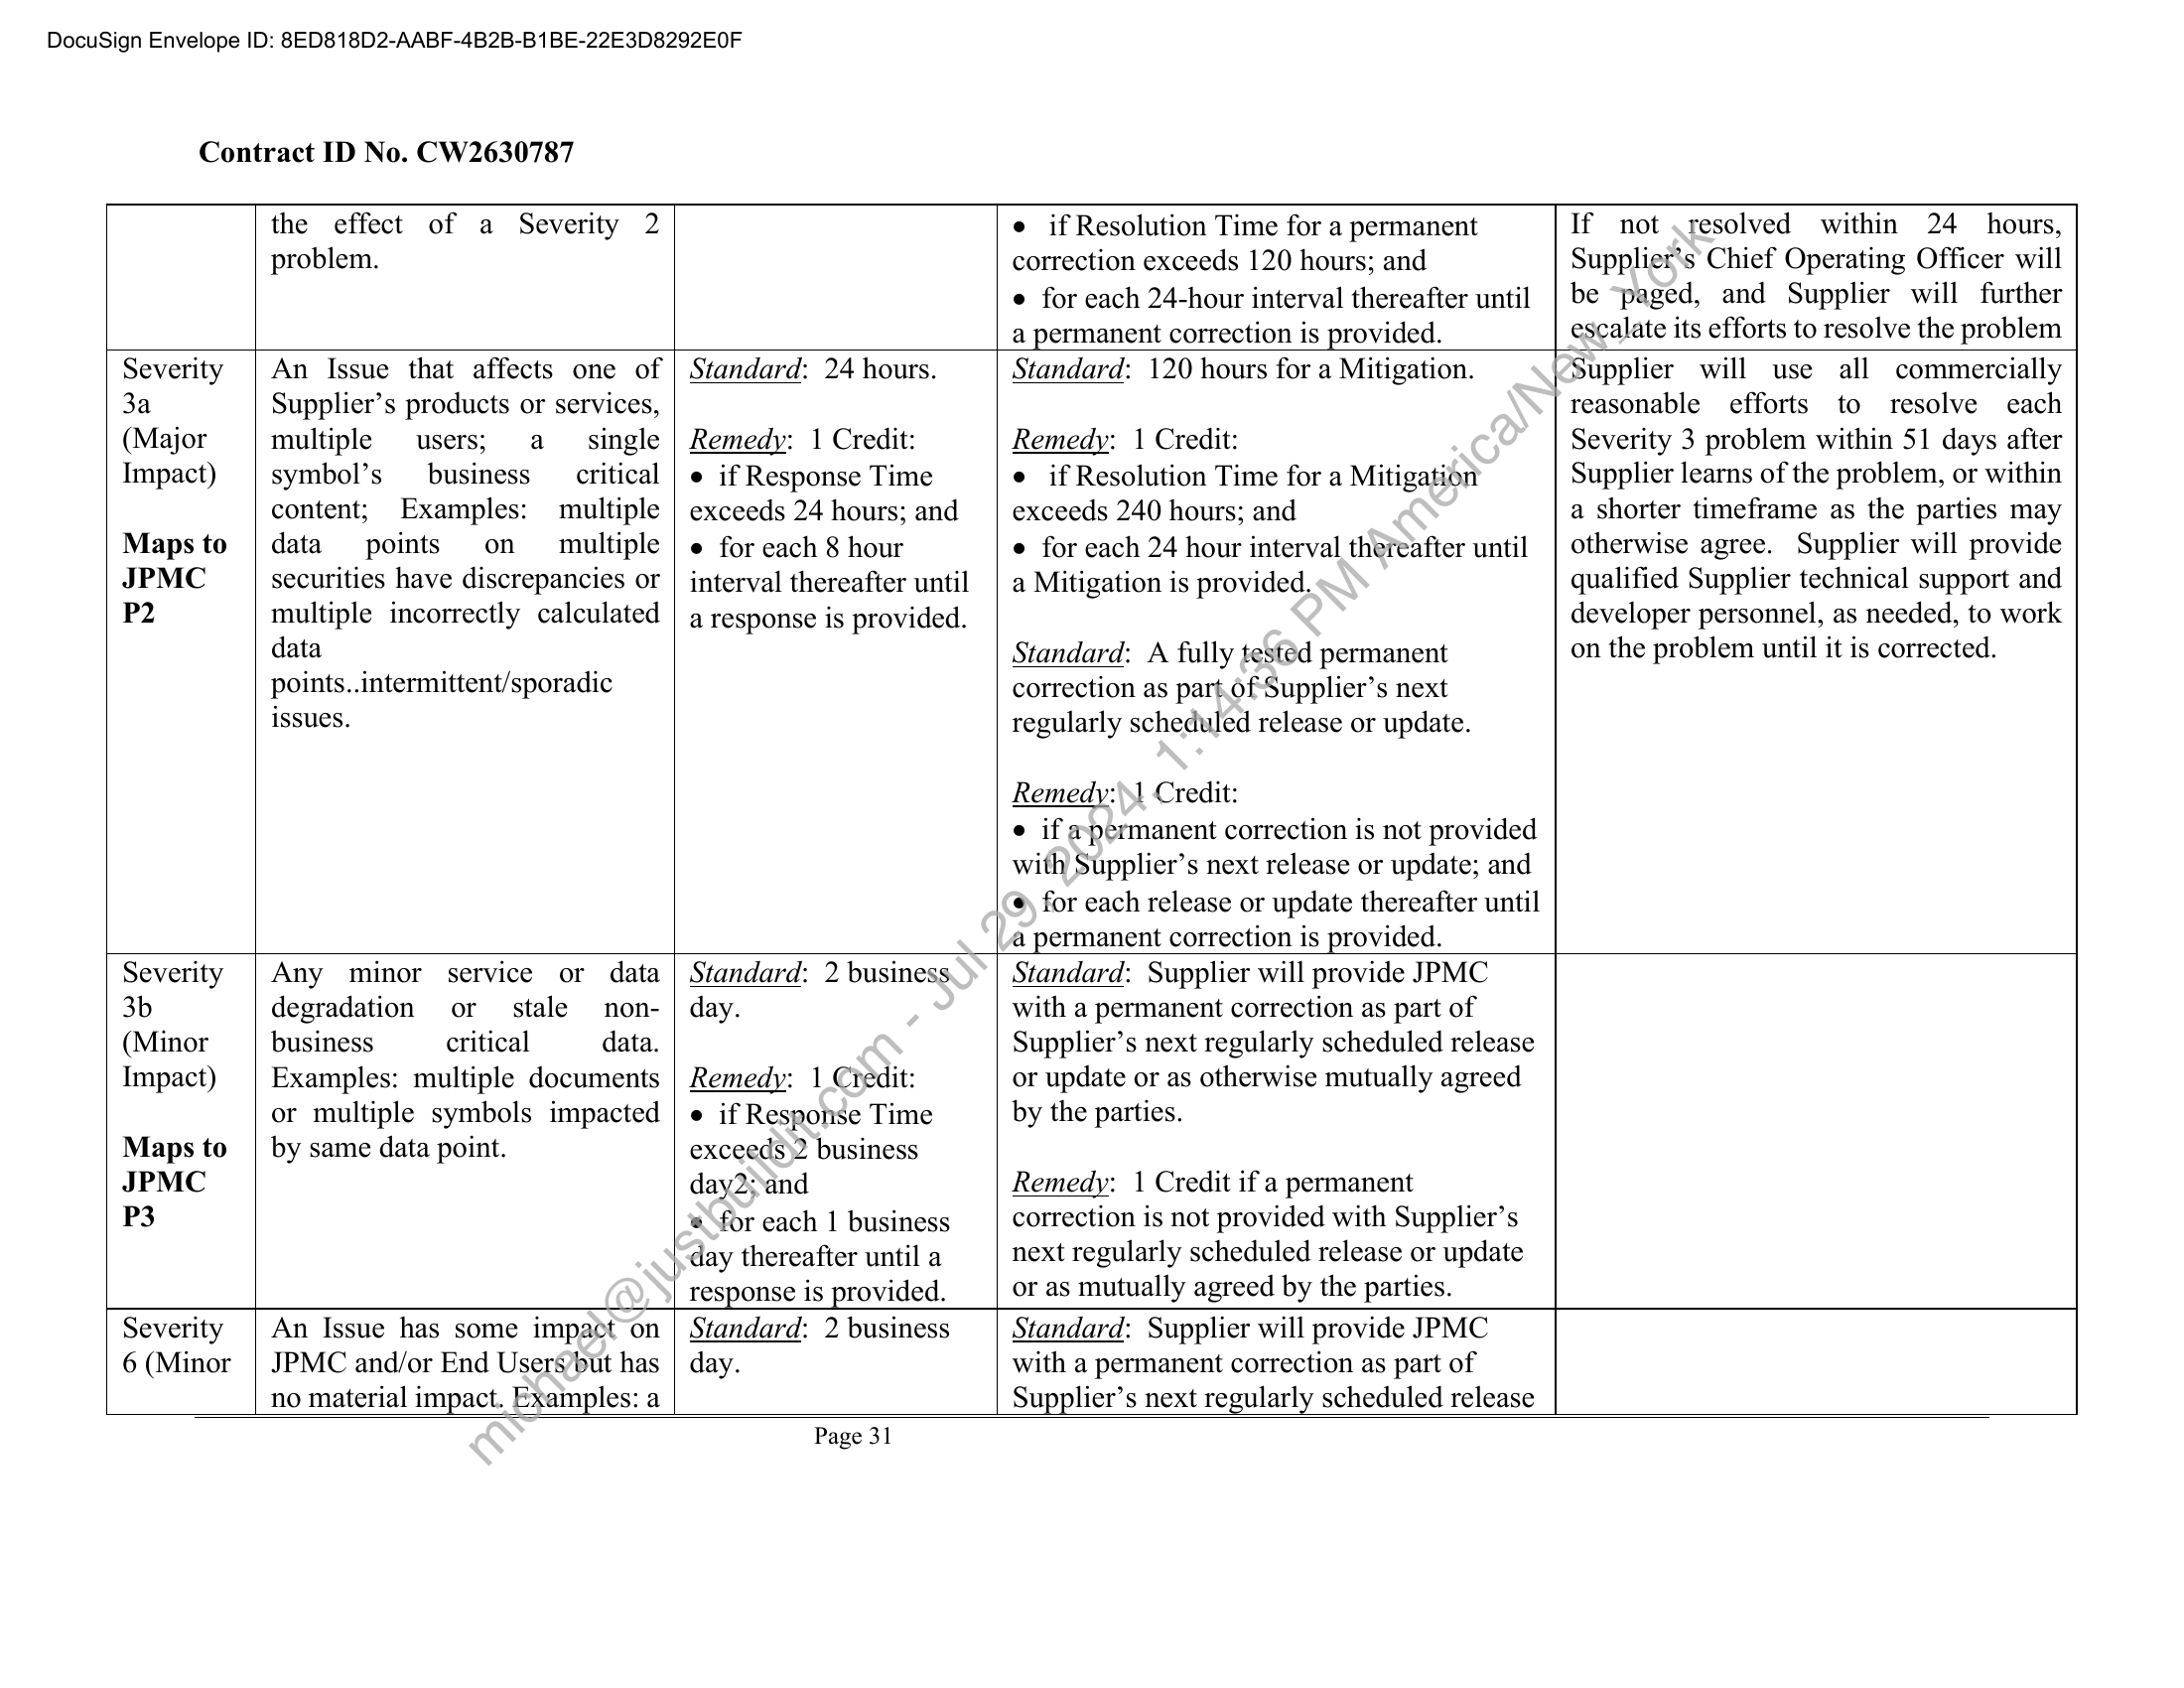 DocuSign Envelope ID: 8ED818D2-AABF-4B2B-B1BE-22E3D8292E0F
Contract ID No. CW2630787
the effect of a Severity 2
problem.
• if Resolution Time for a permanent
correction exceeds 120 hours; and
• for each 24-hour interval thereafter until
a permanent correction is provided.
If not resolved within 24 hours,
Supplier's Chief Operating Officer will
be paged, and Supplier will further
escalate its efforts to resolve the problem
Severity
3a
(Major
Impact)
Maps to
JPMC
P2
An Issue that affects one of
Supplier's products or services,
multiple users; a single
symbol's business critical
content; Examples: multiple
data points on multiple
securities have discrepancies or
multiple incorrectly calculated
data
points..intermittent/sporadic
issues.
Standard: 24 hours.
Remedy: 1 Credit:
• if Response Time
exceeds 24 hours; and
• for each 8 hour
interval thereafter until
a response is provided.
Standard: 120 hours for a Mitigation.
Remedy: 1 Credit:
• if Resolution Time for a Mitigation
exceeds 240 hours; and
• for each 24 hour interval thereafter until
a Mitigation is provided.
Standard: A fully tested permanent
correction as part of Supplier's next
regularly scheduled release or update.
Remedy: 1 Credit:
• if a permanent correction is not provided
with Supplier's next release or update; and
• for each release or update thereafter until
a permanent correction is provided.
Supplier will use all commercially
reasonable efforts to resolve each
Severity 3 problem within 51 days after
Supplier learns of the problem, or within
a shorter timeframe as the parties may
otherwise agree. Supplier will provide
qualified Supplier technical support and
developer personnel, as needed, to work
on the problem until it is corrected.
Severity
3b
(Minor
Impact)
Maps to
JPMC
P3
Any minor service or data
degradation or stale non-
business critical data.
Examples: multiple documents
or multiple symbols impacted
by same data point.
Standard: 2 business
day.
Remedy: 1 Credit:
• if Response Time
exceeds 2 business
day2; and
• for each 1 business
day thereafter until a
response is provided.
Standard: Supplier will provide JPMC
with a permanent correction as part of
Supplier's next regularly scheduled release
or update or as otherwise mutually agreed
by the parties.
Remedy: 1 Credit if a permanent
correction is not provided with Supplier's
next regularly scheduled release or update
or as mutually agreed by the parties.
Severity
6 (Minor
An Issue has some impact on
JPMC and/or End Users but has
no material impact. Examples: a
Standard: 2 business
day.
Standard: Supplier will provide JPMC
with a permanent correction as part of
Supplier's next regularly scheduled release
Page 31
michael@justbuildit.com - Jul 29, 2024, 1:14:36 PM America/New_York